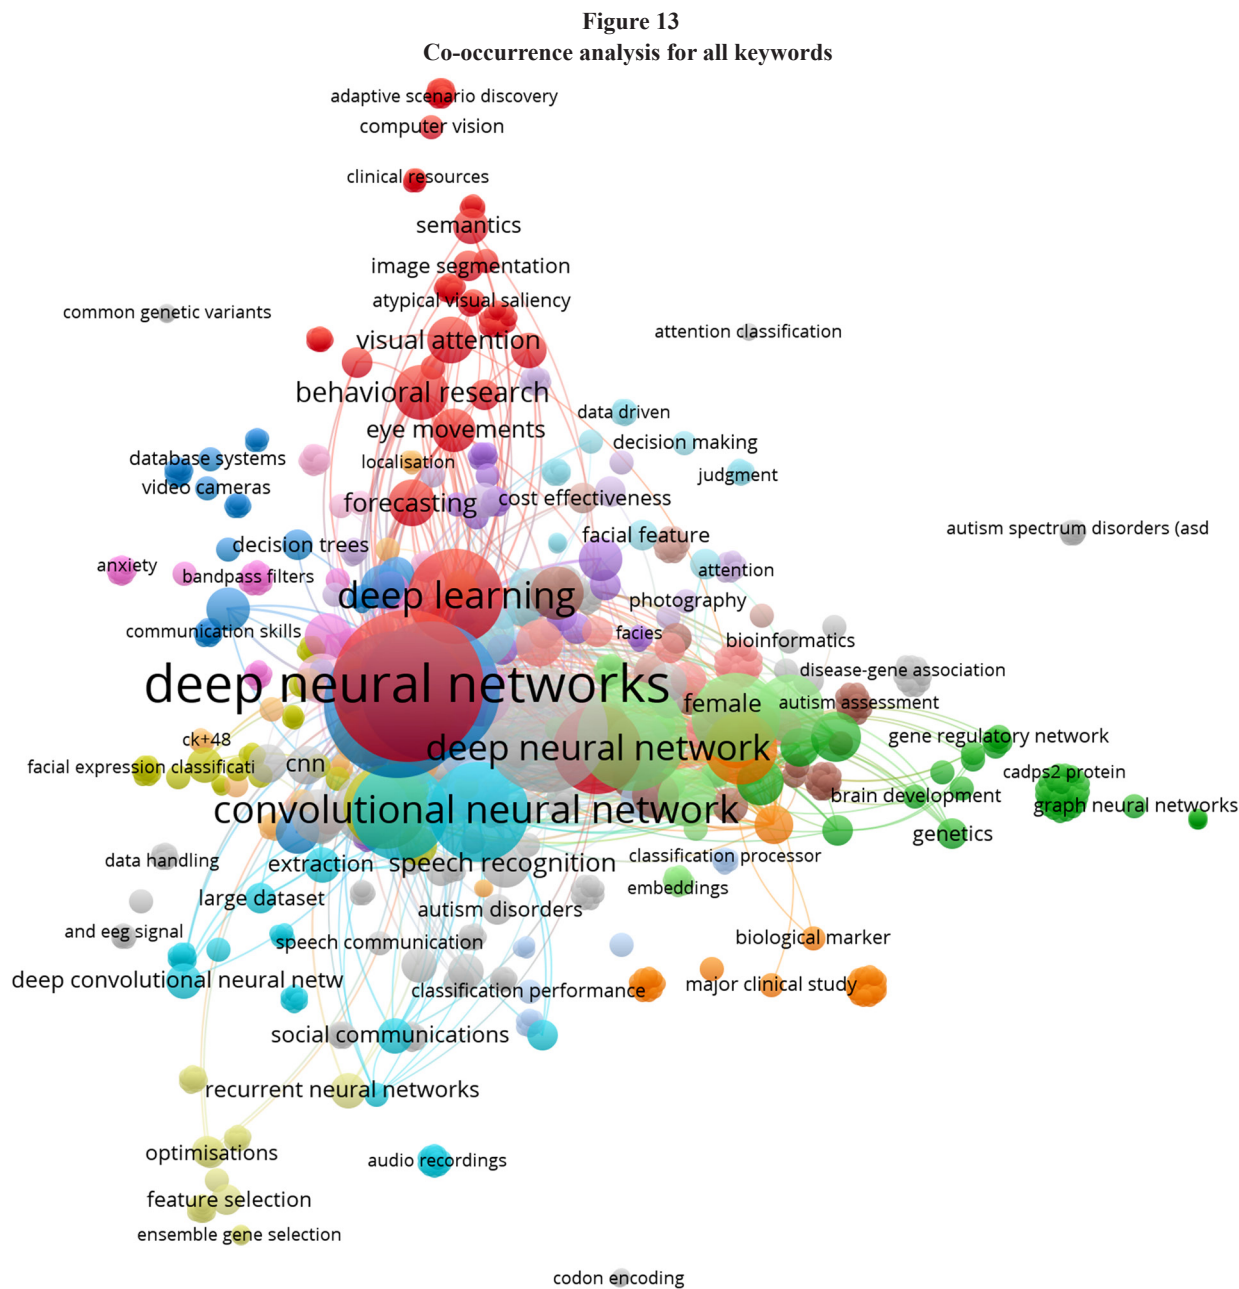 Figure 13
Co-occurrence analysis for all keywords
adaptive scenario discovery
computer vision
clinical resources
semantics
image segmentation
atypical visual saliency
common genetic variants
attention classification
visual attention
behavioral research
data driven
eye movements
decision making
database systems
localisation
judgment
video cameras
forecasting
cost effectiveness
autism spectrum disorders (asd
facial feature
decision trees
anxiety
bandpass filters
attention
deep learning
photography
communication skills
facies
bioinformatics
disease-gene association
deep neural networks
female
autism assessment
ck+48
gene regulatory network
deep neural network
facial expression classificati
cnn
cadps2 protein
brain development
graph neural networks
convolutional neural network
genetics
data handling
extraction
speech recognition
classification processor
embeddings
large dataset
autism disorders
and eeg signal
speech communication
biological marker
deep convolutional neural netw
classification performance
major clinical study
social communications
recurrent neural networks
optimisations
audio recordings
feature selection
ensemble gene selection
codon encoding